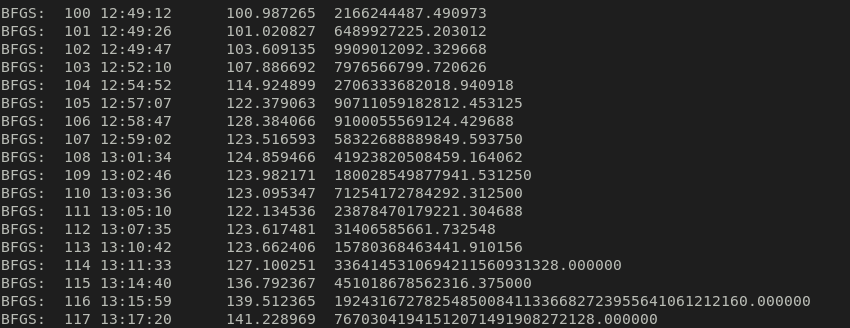 BFGS:  100 12:49:12      100.987265  2166244487.490973
BFGS:  101 12:49:26      101.020827  6489927225.203012
BFGS:  102 12:49:47      103.609135  9909012092.329668
BFGS:  103 12:52:10      107.886692  7976566799.720626
BFGS:  104 12:54:52      114.924899  2706333682018.940918
BFGS:  105 12:57:07      122.379063  90711059182812.453125
BFGS:  106 12:58:47      128.384066  9100055569124.429688
BFGS:  107 12:59:02      123.516593  58322688889849.593750
BFGS:  108 13:01:34      124.859466  41923820508459.164062
BFGS:  109 13:02:46      123.982171  180028549877941.531250
BFGS:  110 13:03:36      123.095347  71254172784292.312500
BFGS:  111 13:05:10      122.134536  23878470179221.304688
BFGS:  112 13:07:35      123.617481  31406585661.732548
BFGS:  113 13:10:42      123.662406  15780368463441.910156
BFGS:  114 13:11:33      127.100251  3364145310694211560931328.000000
BFGS:  115 13:14:40      136.792367  451018678562316.375000
BFGS:  116 13:15:59      139.512365  1924316727825485008411336682723955641061212160.000000
BFGS:  117 13:17:20      141.228969  7670304194151207149190827​2128.000000